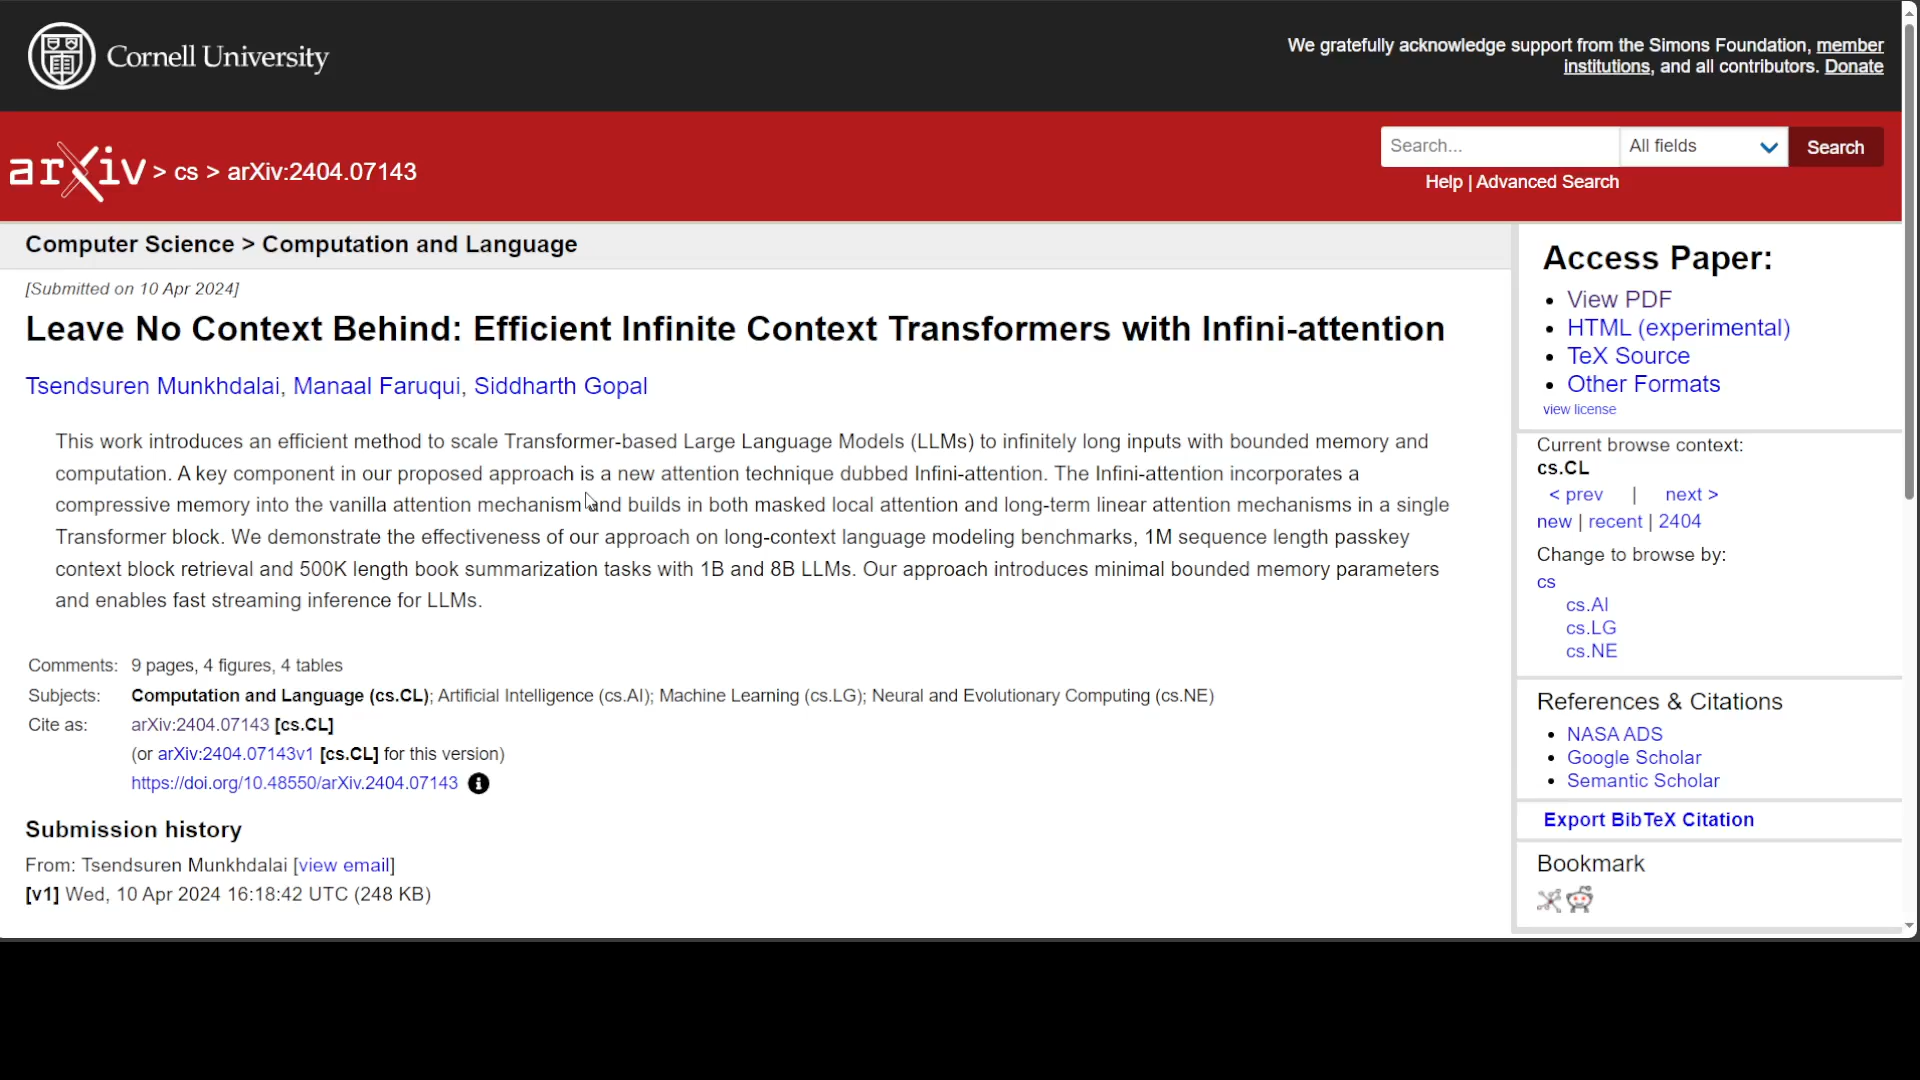 Cornell University
We gratefully acknowledge support from the Simons Foundation, member
institutions, and all contributors. Donate
arXiv > cs > arXiv:2404.07143
Search...
All fields
Search
Help | Advanced Search
Computer Science > Computation and Language
[Submitted on 10 Apr 2024]
Leave No Context Behind: Efficient Infinite Context Transformers with Infini-attention
Tsendsuren Munkhdalai, Manaal Faruqui, Siddharth Gopal
This work introduces an efficient method to scale Transformer-based Large Language Models (LLMs) to infinitely long inputs with bounded memory and
computation. A key component in our proposed approach is a new attention technique dubbed Infini-attention. The Infini-attention incorporates a
compressive memory into the vanilla attention mechanism and builds in both masked local attention and long-term linear attention mechanisms in a single
Transformer block. We demonstrate the effectiveness of our approach on long-context language modeling benchmarks, 1M sequence length passkey
context block retrieval and 500K length book summarization tasks with 1B and 8B LLMs. Our approach introduces minimal bounded memory parameters
and enables fast streaming inference for LLMs.
Comments: 9 pages, 4 figures, 4 tables
Subjects: Computation and Language (cs.CL); Artificial Intelligence (cs.AI); Machine Learning (cs.LG); Neural and Evolutionary Computing (cs.NE)
Cite as: arXiv:2404.07143 [cs.CL]
(or arXiv:2404.07143v1 [cs.CL] for this version)
https://doi.org/10.48550/arXiv.2404.07143
Submission history
From: Tsendsuren Munkhdalai [view email]
[v1] Wed, 10 Apr 2024 16:18:42 UTC (248 KB)
Access Paper:
• View PDF
• HTML (experimental)
• TeX Source
• Other Formats
view license
Current browse context:
cs.CL
< prev | next >
new | recent | 2404
Change to browse by:
cs
cs.AI
cs.LG
cs.NE
References & Citations
• NASA ADS
• Google Scholar
• Semantic Scholar
Export BibTeX Citation
Bookmark